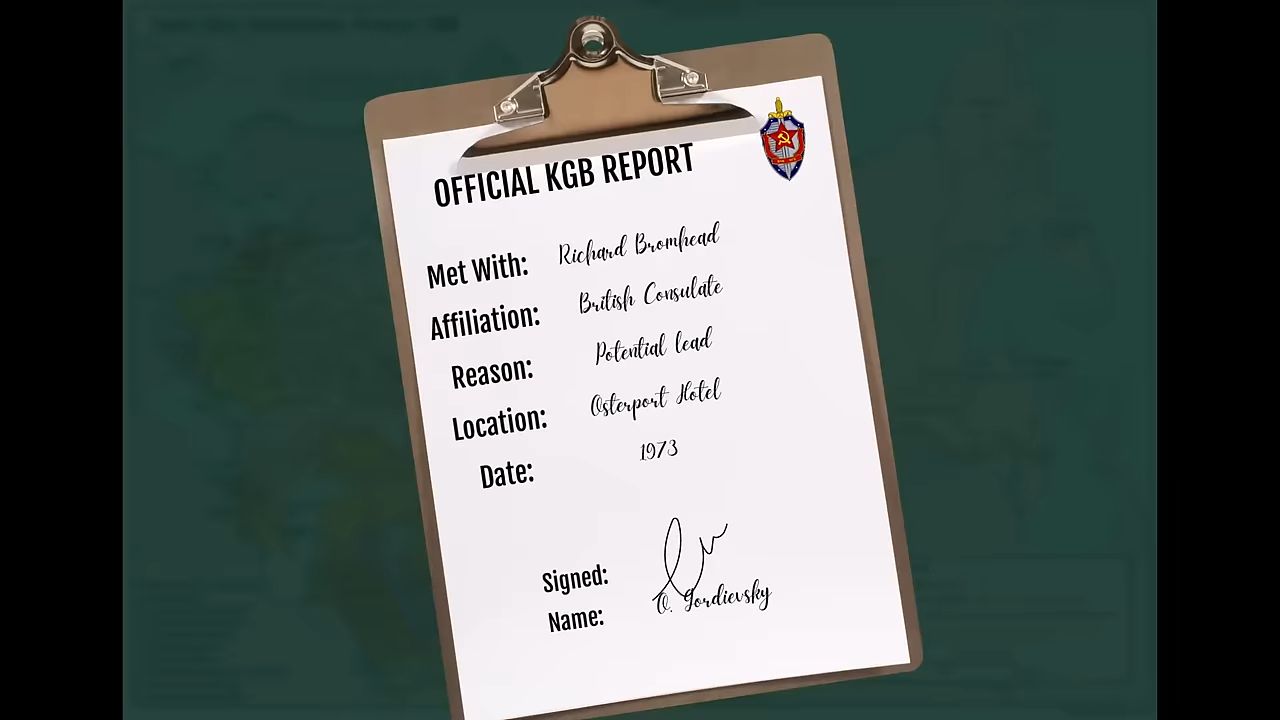 OFFICIAL KGB REPORT
Met With: Richard Bromhead
Affiliation: British Consulate
Reason: Potential lead
Location: Osterport Hotel
Date: 1973
Signed:
Name: O. Gordievsky